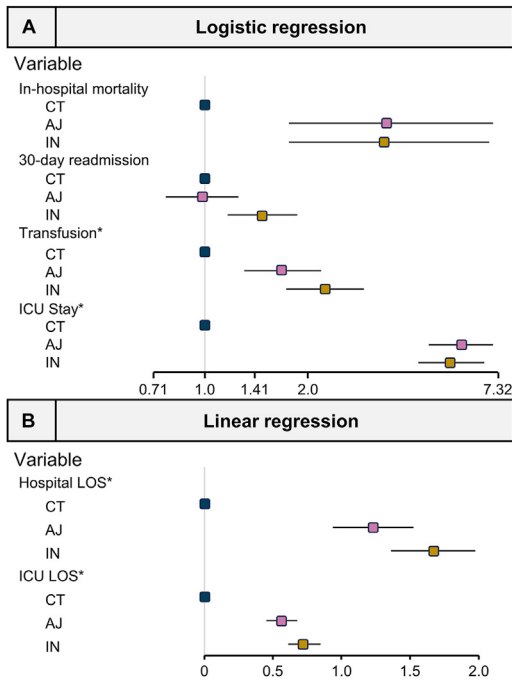 A Logistic regression
Variable
In-hospital mortality
CT
AJ
IN
30-day readmission
CT
AJ
IN
Transfusion*
CT
AJ
IN
ICU Stay*
CT
AJ
IN
0.71 1.0 1.41 2.0 7.32
B Linear regression
Variable
Hospital LOS*
CT
AJ
IN
ICU LOS*
CT
AJ
IN
0 0.5 1.0 1.5 2.0